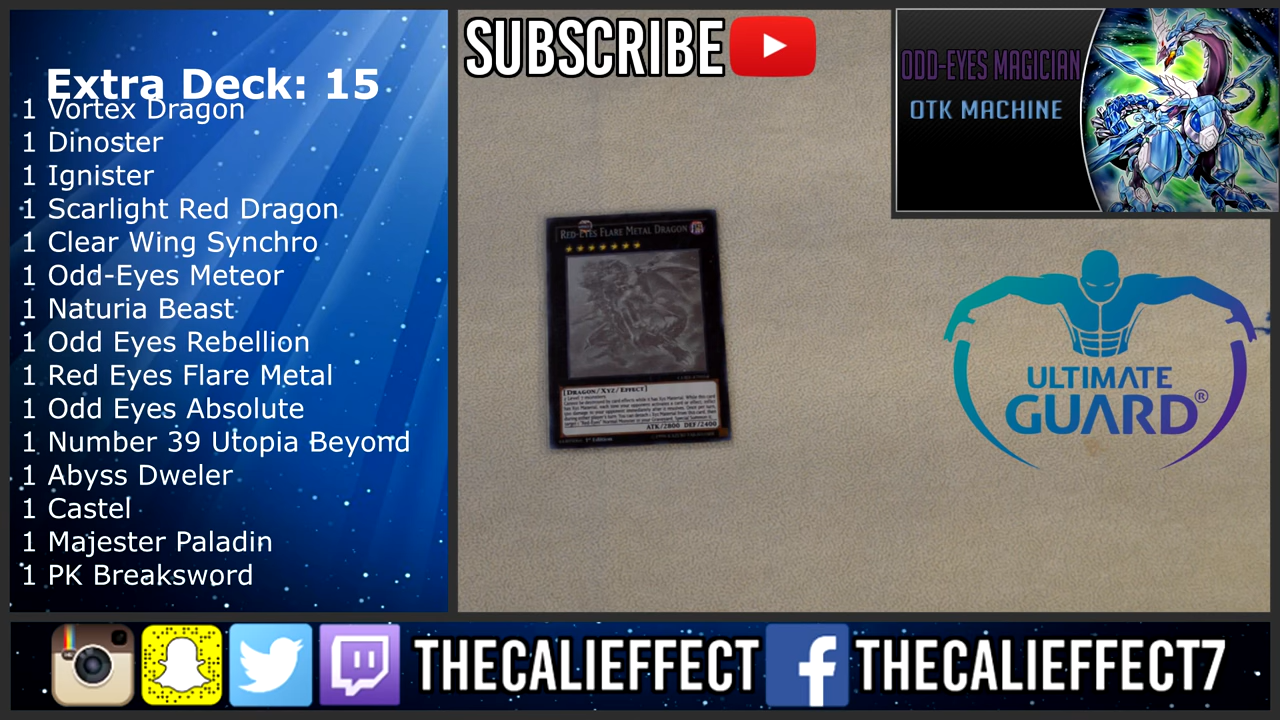 Extra Deck: 15
1 Vortex Dragon
1 Dinoster
1 Ignister
1 Scarlight Red Dragon
1 Clear Wing Synchro
1 Odd-Eyes Meteor
1 Naturia Beast
1 Odd Eyes Rebellion
1 Red Eyes Flare Metal
1 Odd Eyes Absolute
1 Number 39 Utopia Beyond
1 Abyss Dweler
1 Castel
1 Majester Paladin
1 PK Breaksword
SUBSCRIBE
ODD-EYES MAGICIAN
OTK MACHINE
Red-Eyes Flare Metal Dragon
[Dragon/Xyz/Effect]
ATK/2800 DEF/2400
ULTIMATE
GUARD®
THECALIEFFECT
THECALIEFFECT7